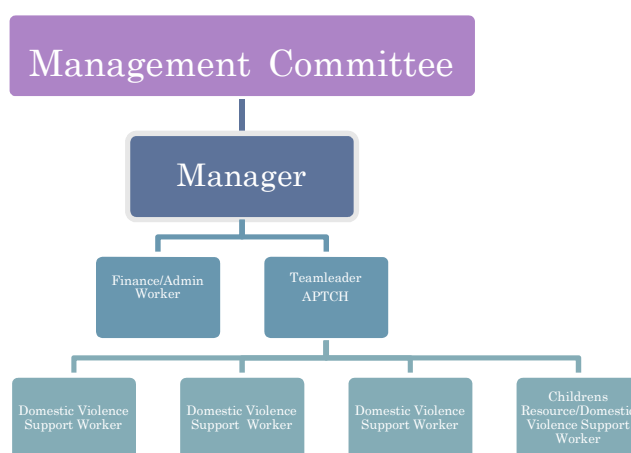 Management Committee
Manager
Finance/Admin
Worker
Teamleader
APTCH
Domestic Violence
Support Worker
Domestic Violence
Support Worker
Domestic Violence
Support Worker
Childrens
Resource/Domestic
Violence Support
Worker